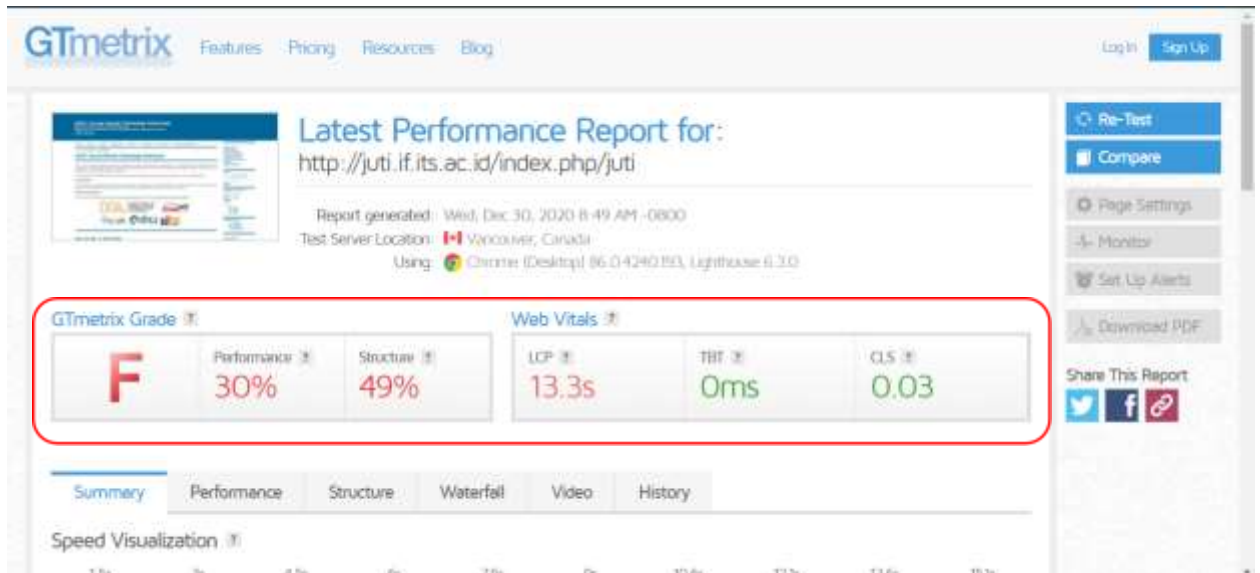 GTmetrix Features Pricing Resources Blog Log In Sign Up
Latest Performance Report for:
http://juti.if.its.ac.id/index.php/juti
Report generated: Wed, Dec 30, 2020 8:49 AM -0800
Test Server Location: Vancouver, Canada
Using: Chrome (Desktop) 86.0.4240.193, Lighthouse 6.3.0
Re-Test
Compare
Page Settings
Monitor
Set Up Alerts
Download PDF
Share This Report
GTmetrix Grade ? Web Vitals ?
F
Performance ? Structure ? LCP ? TBT ? CLS ?
30% 49% 13.3s 0ms 0.03
Summary Performance Structure Waterfall Video History
Speed Visualization ?